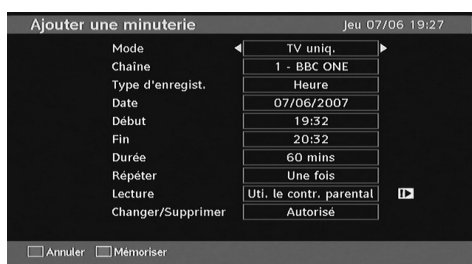 Ajouter une minuterie Jeu 07/06 19:27
Mode TV uniq.
Chaîne 1 - BBC ONE
Type d'enregist. Heure
Date 07/06/2007
Début 19:32
Fin 20:32
Durée 60 mins
Répéter Une fois
Lecture Uti. le contr. parental
Changer/Supprimer Autorisé
Annuler Mémoriser